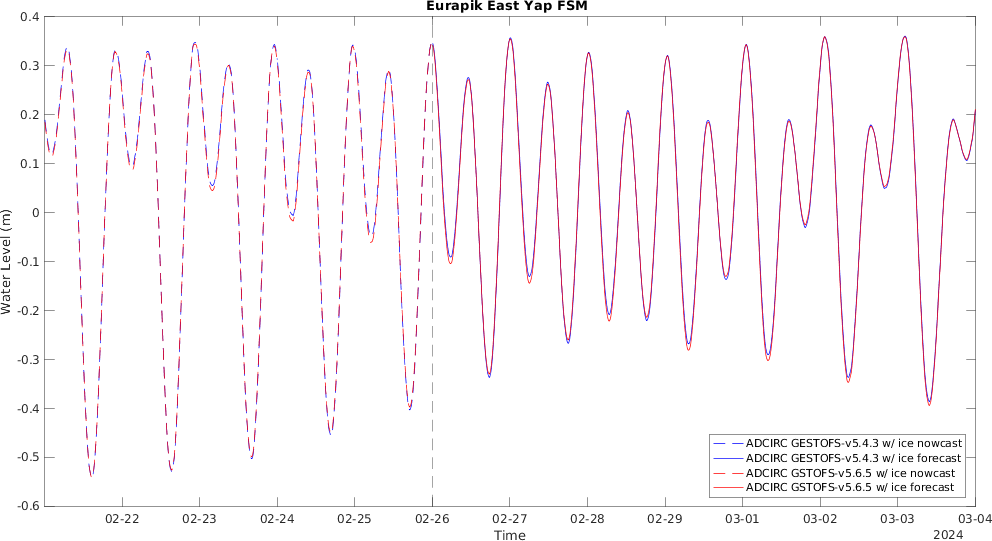 Eurapik East Yap FSM
0.4
0.3
0.2
0.1
0
-0.1
-0.2
-0.3
-0.4
-0.5
-0.6
Water Level (m)
ADCIRC GESTOFS-v5.4.3 w/ ice nowcast
ADCIRC GESTOFS-v5.4.3 w/ ice forecast
ADCIRC GSTOFS-v5.6.5 w/ ice nowcast
ADCIRC GSTOFS-v5.6.5 w/ ice forecast
02-22 02-23 02-24 02-25 02-26 02-27 02-28 02-29 03-01 03-02 03-03 03-04
Time
2024